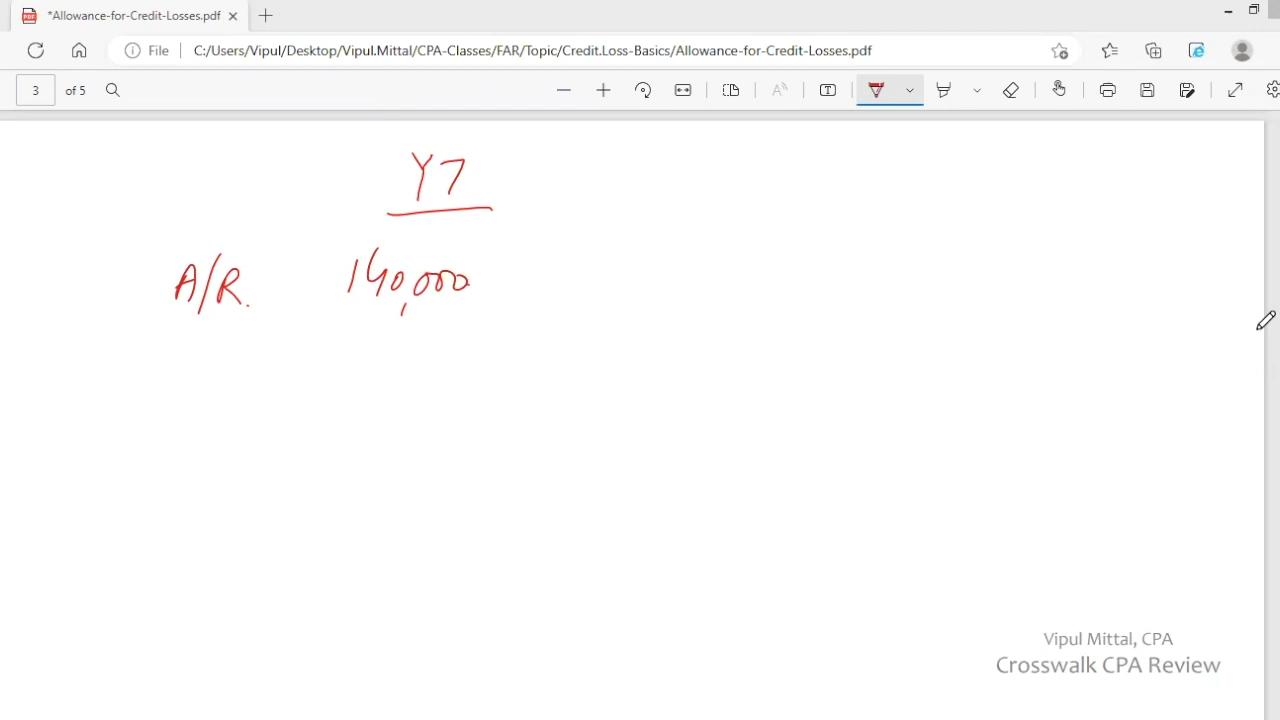 *Allowance-for-Credit-Losses.pdf
File C:/Users/Vipul/Desktop/Vipul.Mittal/CPA-Classes/FAR/Topic/Credit.Loss-Basics/Allowance-for-Credit-Losses.pdf
3 of 5
Y7
A/R. 140,000
Vipul Mittal, CPA
Crosswalk CPA Review